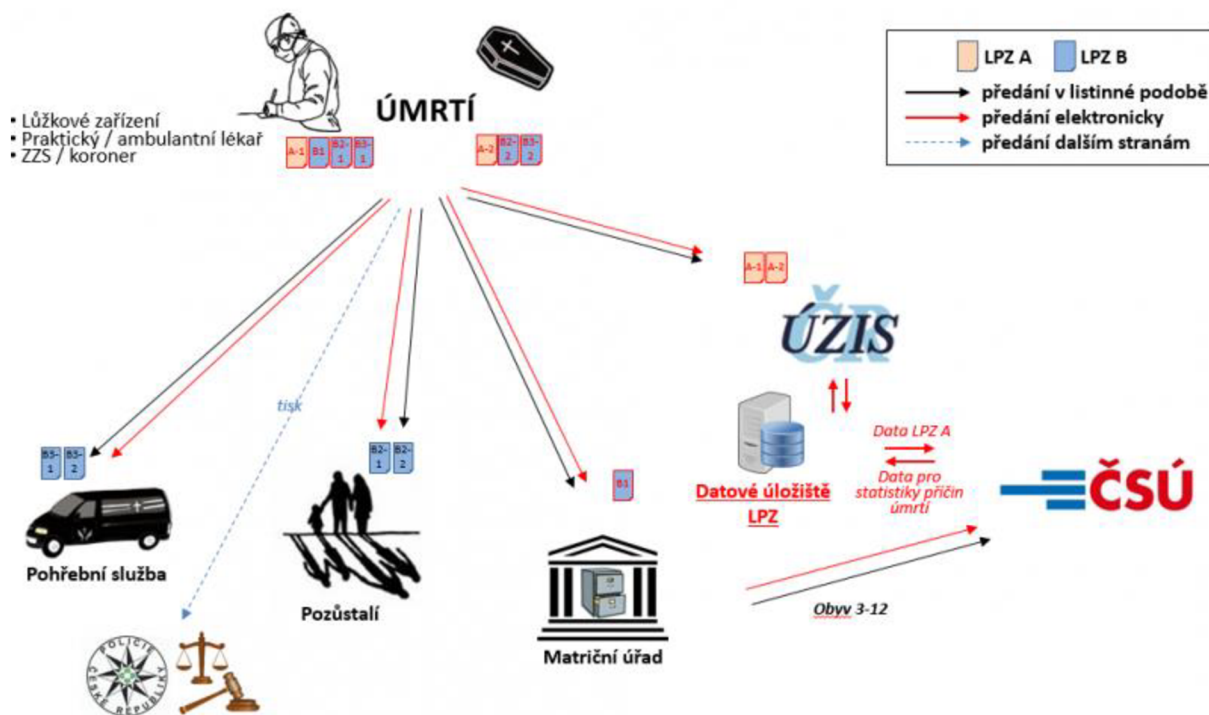 ÚMRTÍ
• Lůžkové zařízení
• Praktický / ambulantní lékař
• ZZS / koroner
A-1 B1 B2-1 B3-1
A-2 B2-2 B3-2
LPZ A LPZ B
předání v listinné podobě
předání elektronicky
předání dalším stranám
A-1 A-2
ČR
ÚZIS
tisk
B3-1 B3-2
Pohřební služba
B2-1 B2-2
Pozůstalí
B1
Matriční úřad
Datové úložiště
LPZ
Data LPZ A
Data pro
statistiky příčin
úmrtí
ČSÚ
Obyv 3-12
POLICIE
ČESKÉ REPUBLIKY